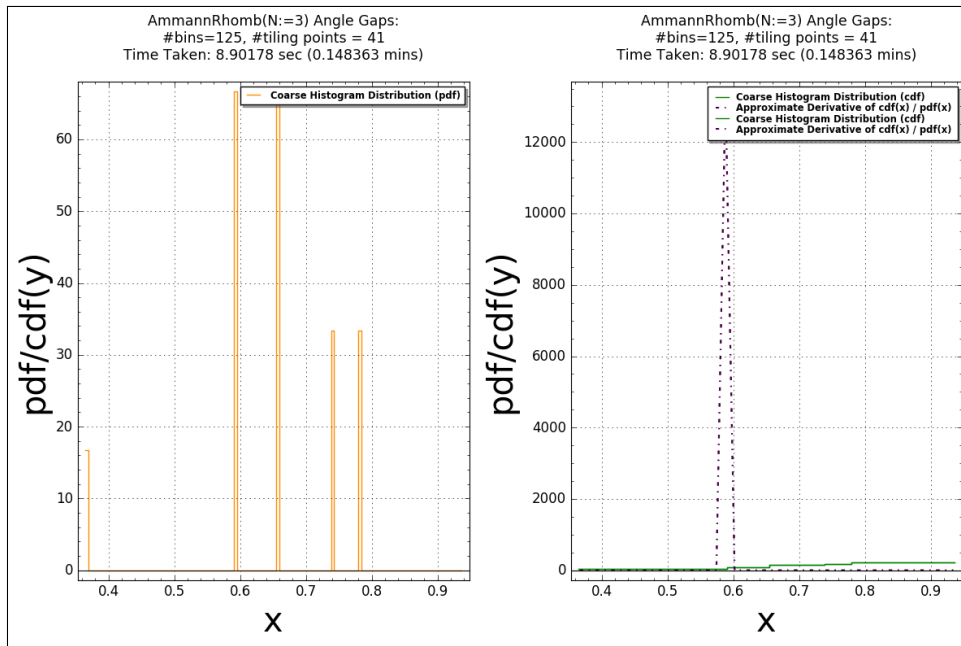 AmmannRhomb(N:=3) Angle Gaps:
#bins=125, #tiling points = 41
Time Taken: 8.90178 sec (0.148363 mins)
Coarse Histogram Distribution (pdf)
60
50
40
30
20
10
0
pdf/cdf(y)
0.4 0.5 0.6 0.7 0.8 0.9
x
AmmannRhomb(N:=3) Angle Gaps:
#bins=125, #tiling points = 41
Time Taken: 8.90178 sec (0.148363 mins)
Coarse Histogram Distribution (cdf)
Approximate Derivative of cdf(x) / pdf(x)
Coarse Histogram Distribution (cdf)
Approximate Derivative of cdf(x) / pdf(x)
12000
10000
8000
6000
4000
2000
0
pdf/cdf(y)
0.4 0.5 0.6 0.7 0.8 0.9
x